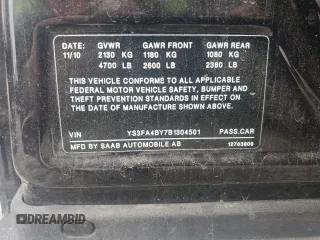 DATE: GVWR GAWR FRONT GAWR REAR
11/10 2130 KG 1180 KG 1080 KG
4700 LB 2600 LB 2380 LB
THIS VEHICLE CONFORMS TO ALL APPLICABLE
FEDERAL MOTOR VEHICLE SAFETY, BUMPER AND
THEFT PREVENTION STANDARDS IN EFFECT ON
THE DATE OF MANUFACTURE SHOWN ABOVE.
VIN YS3FA4BY7B1304501 PASS.CAR
MFD BY SAAB AUTOMOBILE AB 12763809
DREAMBID